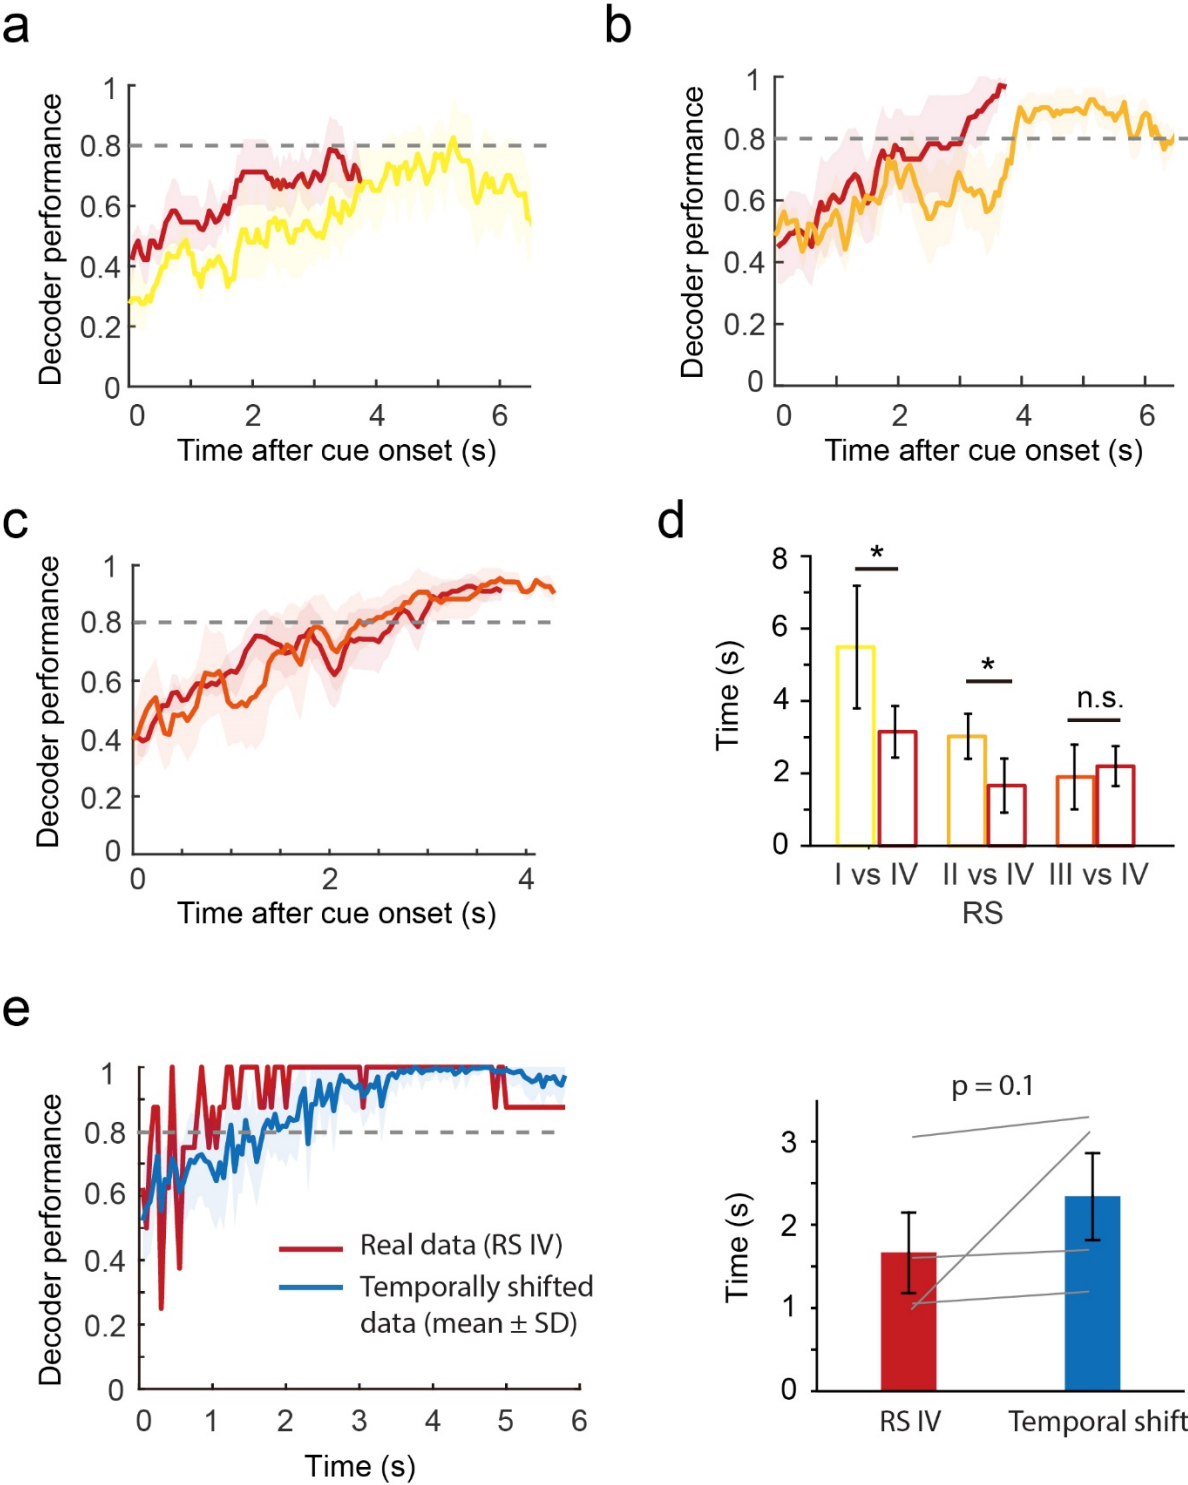 a
1
0.8
0.6
0.4
0.2
0
Decoder performance
0 2 4 6
Time after cue onset (s)
b
1
0.8
0.6
0.4
0.2
0
Decoder performance
0 2 4 6
Time after cue onset (s)
c
1
0.8
0.6
0.4
0.2
0
Decoder performance
0 2 4
Time after cue onset (s)
d
8
6
4
2
0
Time (s)
*
*
n.s.
I vs IV II vs IV III vs IV
RS
e
1
0.8
0.6
0.4
0.2
0
Decoder performance
Real data (RS IV)
Temporally shifted
data (mean ± SD)
0 1 2 3 4 5 6
Time (s)
p = 0.1
3
2
1
0
Time (s)
RS IV Temporal shift